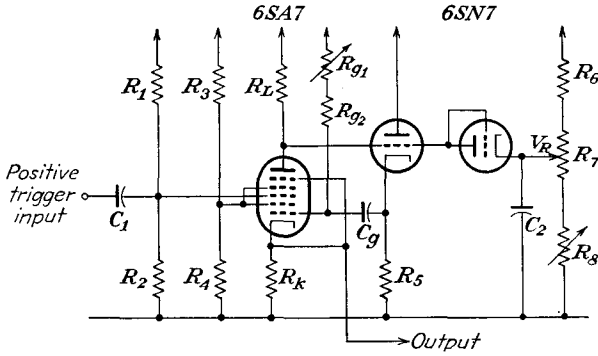 6SA7
6SN7
R1
R3
RL
Rg1
Rg2
R6
VR
R7
Positive
trigger
input
C1
Cg
C2
R2
R4
Rk
R5
R8
Output